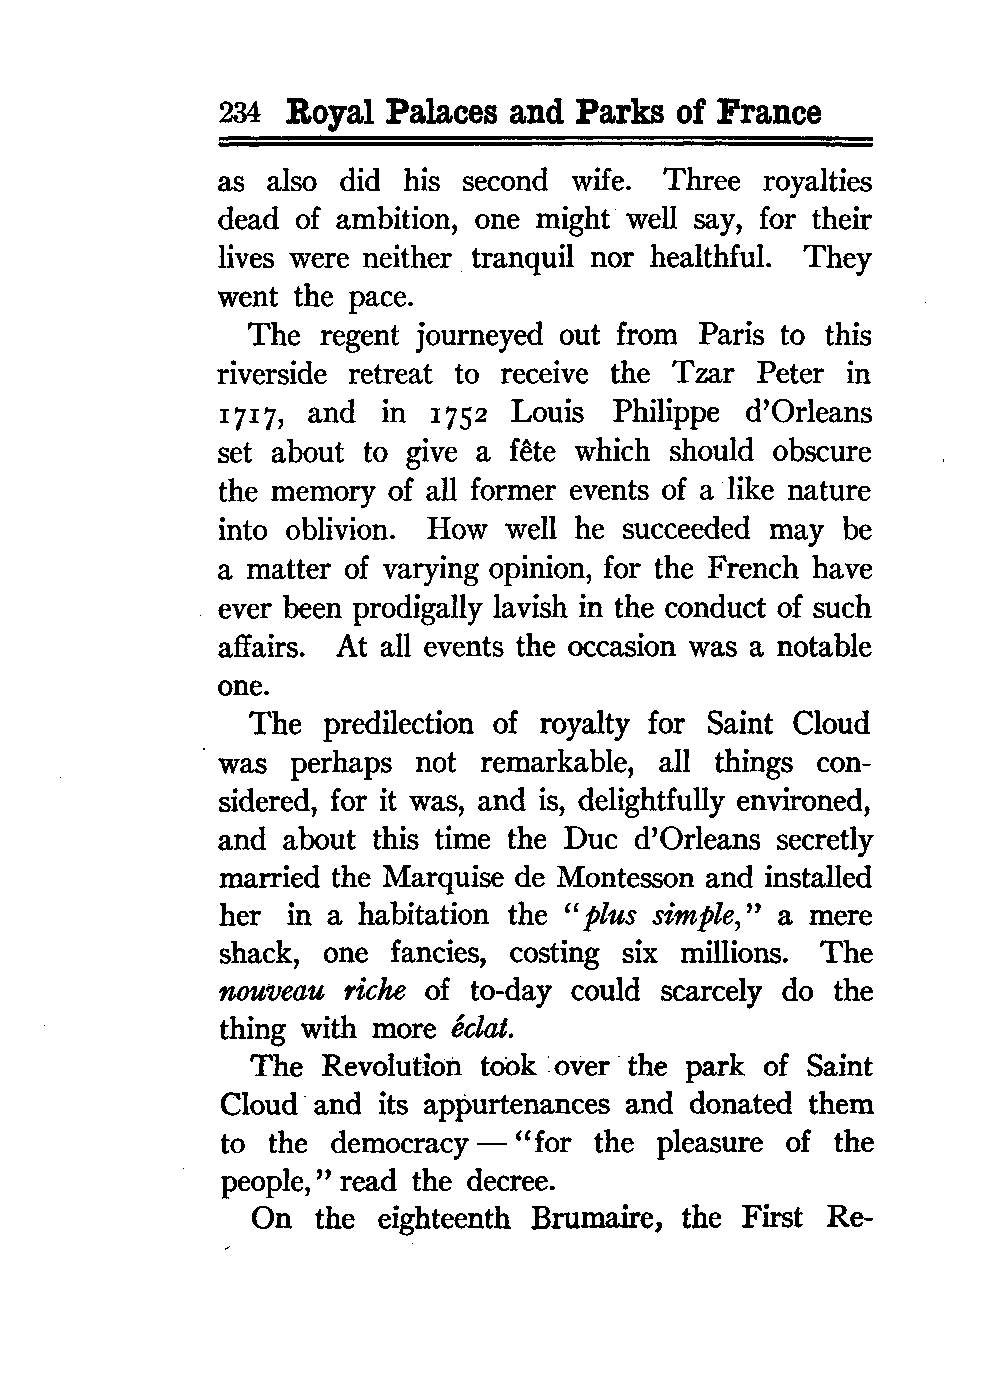 234 Royal Palaces and Parks of France
as also did his second wife. Three royalties
dead of ambition, one might well say, for their
lives were neither tranquil nor healthful. They
went the pace.
The regent journeyed out from Paris to this
riverside retreat to receive the Tzar Peter in
1717, and in 1752 Louis Philippe d'Orleans
set about to give a fête which should obscure
the memory of all former events of a like nature
into oblivion. How well he succeeded may be
a matter of varying opinion, for the French have
ever been prodigally lavish in the conduct of such
affairs. At all events the occasion was a notable
one.
The predilection of royalty for Saint Cloud
was perhaps not remarkable, all things con-
sidered, for it was, and is, delightfully environed,
and about this time the Duc d'Orleans secretly
married the Marquise de Montesson and installed
her in a habitation the "plus simple," a mere
shack, one fancies, costing six millions. The
nouveau riche of to-day could scarcely do the
thing with more éclat.
The Revolution took over the park of Saint
Cloud and its appurtenances and donated them
to the democracy — "for the pleasure of the
people," read the decree.
On the eighteenth Brumaire, the First Re-